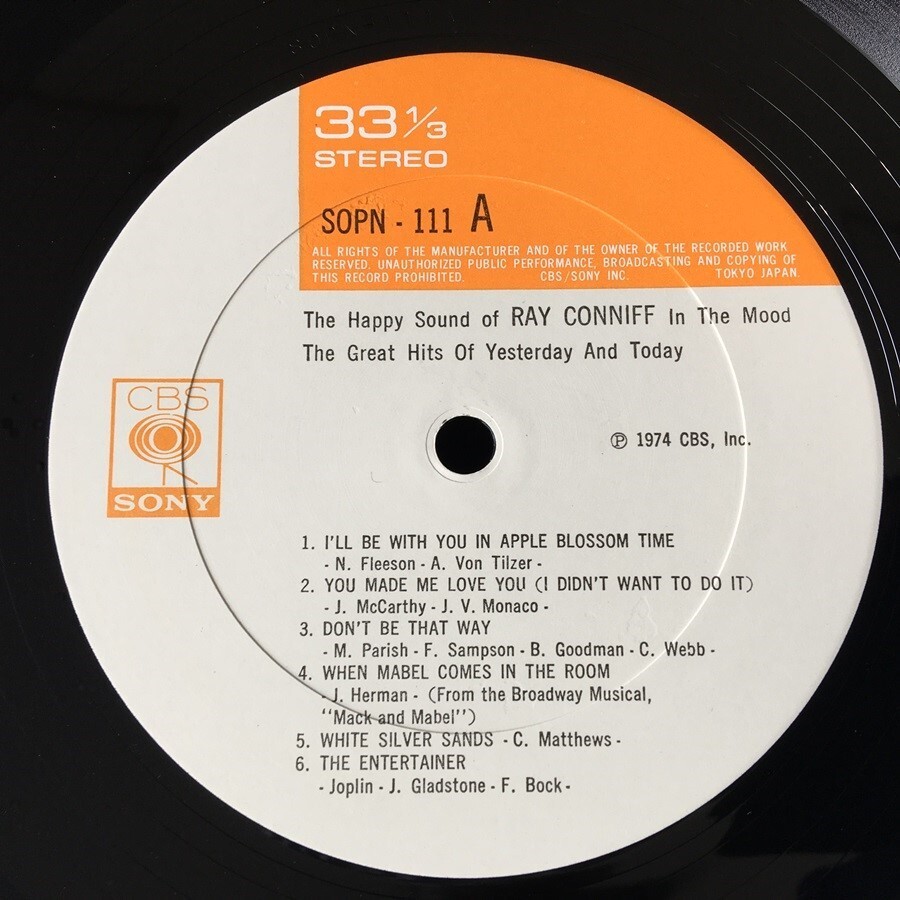 33 1/3
STEREO
SOPN - 111 A
ALL RIGHTS OF THE MANUFACTURER AND OF THE OWNER OF THE RECORDED WORK
RESERVED. UNAUTHORIZED PUBLIC PERFORMANCE, BROADCASTING AND COPYING OF
THIS RECORD PROHIBITED. CBS/SONY INC. TOKYO JAPAN.
The Happy Sound of RAY CONNIFF In The Mood
The Great Hits Of Yesterday And Today
CBS
SONY
℗ 1974 CBS, Inc.
1. I'LL BE WITH YOU IN APPLE BLOSSOM TIME
- N. Fleeson - A. Von Tilzer -
2. YOU MADE ME LOVE YOU (I DIDN'T WANT TO DO IT)
- J. McCarthy - J. V. Monaco -
3. DON'T BE THAT WAY
- M. Parish - F. Sampson - B. Goodman - C. Webb -
4. WHEN MABEL COMES IN THE ROOM
- J. Herman - (From the Broadway Musical,
"Mack and Mabel")
5. WHITE SILVER SANDS - C. Matthews -
6. THE ENTERTAINER
- Joplin - J. Gladstone - F. Bock -